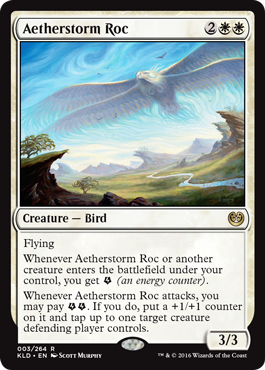 Aetherstorm Roc 2
Creature — Bird
Flying
Whenever Aetherstorm Roc or another
creature enters the battlefield under your
control, you get (an energy counter).
Whenever Aetherstorm Roc attacks, you
may pay . If you do, put a +1/+1 counter
on it and tap up to one target creature
defending player controls.
3/3
003/264 R
KLD • EN SCOTT MURPHY
™ & © 2016 Wizards of the Coast